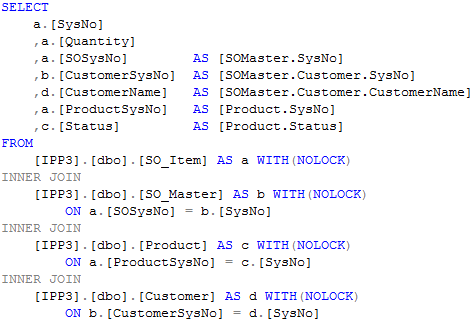 SELECT
a.[SysNo]
,a.[Quantity]
,a.[SOSysNo] AS [SOMaster.SysNo]
,b.[CustomerSysNo] AS [SOMaster.Customer.SysNo]
,d.[CustomerName] AS [SOMaster.Customer.CustomerName]
,a.[ProductSysNo] AS [Product.SysNo]
,c.[Status] AS [Product.Status]
FROM
[IPP3].[dbo].[SO_Item] AS a WITH(NOLOCK)
INNER JOIN
[IPP3].[dbo].[SO_Master] AS b WITH(NOLOCK)
ON a.[SOSysNo] = b.[SysNo]
INNER JOIN
[IPP3].[dbo].[Product] AS c WITH(NOLOCK)
ON a.[ProductSysNo] = c.[SysNo]
INNER JOIN
[IPP3].[dbo].[Customer] AS d WITH(NOLOCK)
ON b.[CustomerSysNo] = d.[SysNo]